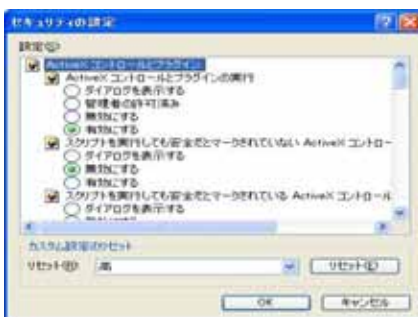 セキュリティの設定
設定(S):
ActiveX コントロールとプラグイン
ActiveX コントロールとプラグインの実行
ダイアログを表示する
管理者の許可済み
無効にする
有効にする
スクリプトを実行しても安全だとマークされていない ActiveX コントロー
ダイアログを表示する
無効にする
有効にする
スクリプトを実行しても安全だとマークされている ActiveX コントロール
ダイアログを表示する
カスタム設定のリセット
リセット(R): 高
リセット(E)
OK キャンセル